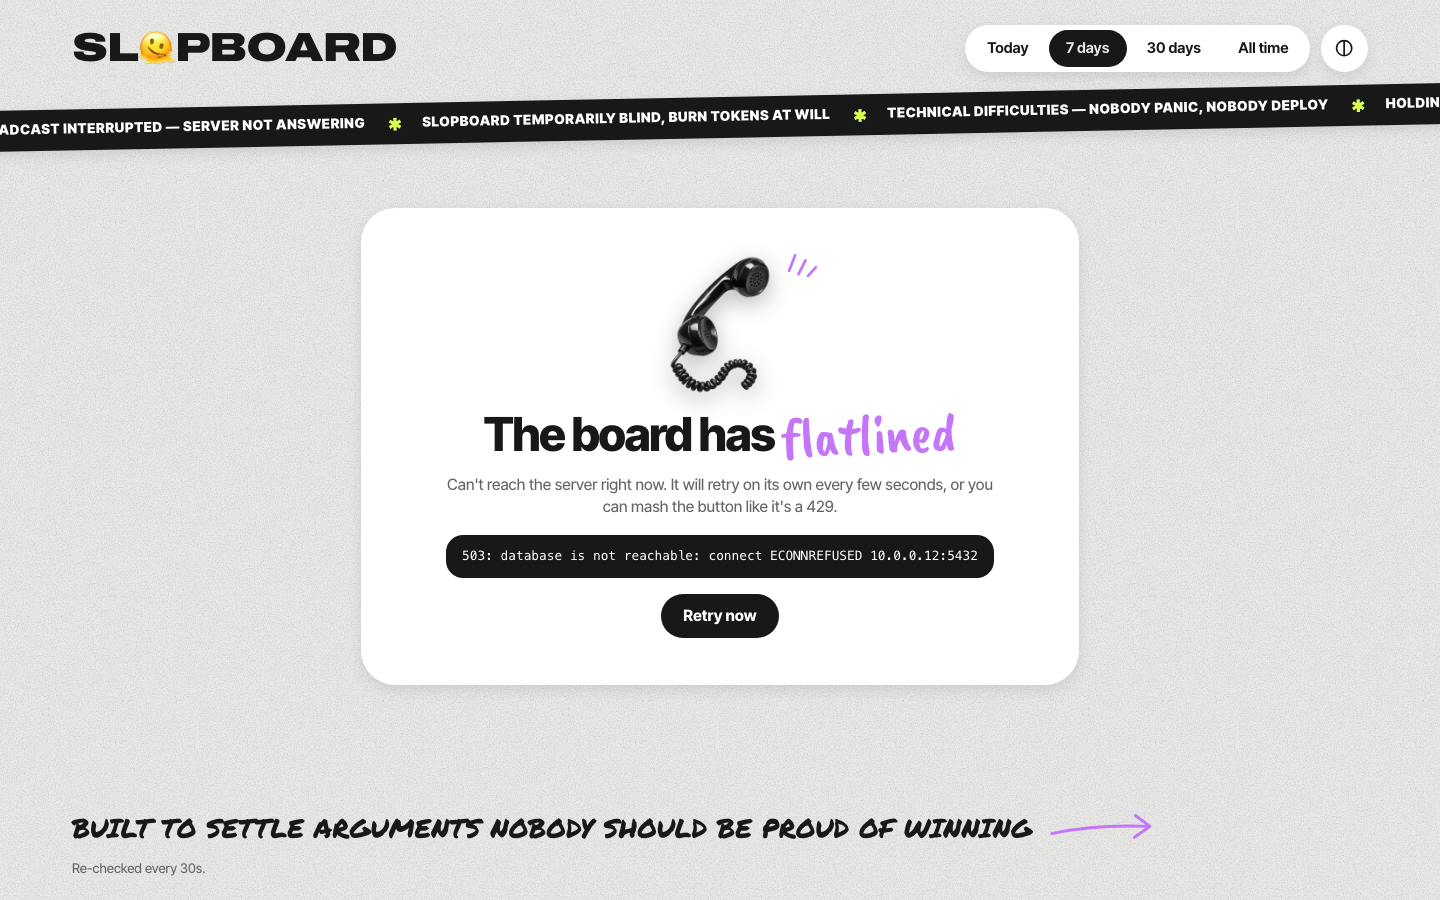 SL🫠PBOARD
Today 7 days 30 days All time
ADCAST INTERRUPTED — SERVER NOT ANSWERING ✱ SLOPBOARD TEMPORARILY BLIND, BURN TOKENS AT WILL ✱ TECHNICAL DIFFICULTIES — NOBODY PANIC, NOBODY DEPLOY ✱ HOLDIN
The board has flatlined
Can't reach the server right now. It will retry on its own every few seconds, or you
can mash the button like it's a 429.
503: database is not reachable: connect ECONNREFUSED 10.0.0.12:5432
Retry now
BUILT TO SETTLE ARGUMENTS NOBODY SHOULD BE PROUD OF WINNING
Re-checked every 30s.